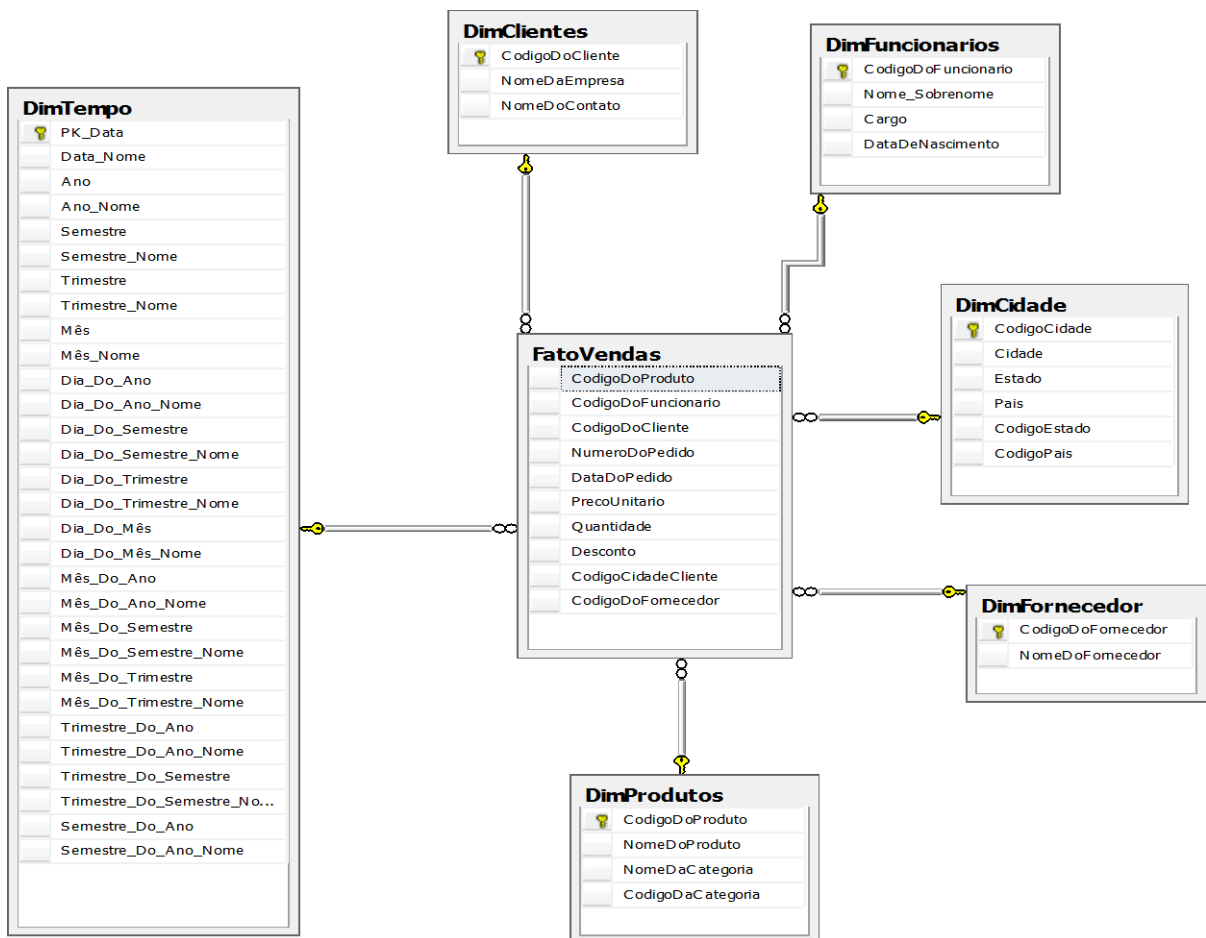 DimClientes
CodigoDoCliente
NomeDaEmpresa
NomeDoContato
DimFuncionarios
CodigoDoFuncionario
Nome_Sobrenome
Cargo
DataDeNascimento
DimTempo
PK_Data
Data_Nome
Ano
Ano_Nome
Semestre
Semestre_Nome
Trimestre
Trimestre_Nome
Mês
Mês_Nome
Dia_Do_Ano
Dia_Do_Ano_Nome
Dia_Do_Semestre
Dia_Do_Semestre_Nome
Dia_Do_Trimestre
Dia_Do_Trimestre_Nome
Dia_Do_Mês
Dia_Do_Mês_Nome
Mês_Do_Ano
Mês_Do_Ano_Nome
Mês_Do_Semestre
Mês_Do_Semestre_Nome
Mês_Do_Trimestre
Mês_Do_Trimestre_Nome
Trimestre_Do_Ano
Trimestre_Do_Ano_Nome
Trimestre_Do_Semestre
Trimestre_Do_Semestre_No...
Semestre_Do_Ano
Semestre_Do_Ano_Nome
DimCidade
CodigoCidade
Cidade
Estado
Pais
CodigoEstado
CodigoPais
FatoVendas
CodigoDoProduto
CodigoDoFuncionario
CodigoDoCliente
NumeroDoPedido
DataDoPedido
PrecoUnitario
Quantidade
Desconto
CodigoCidadeCliente
CodigoDoFornecedor
DimFornecedor
CodigoDoFornecedor
NomeDoFornecedor
DimProdutos
CodigoDoProduto
NomeDoProduto
NomeDaCategoria
CodigoDaCategoria